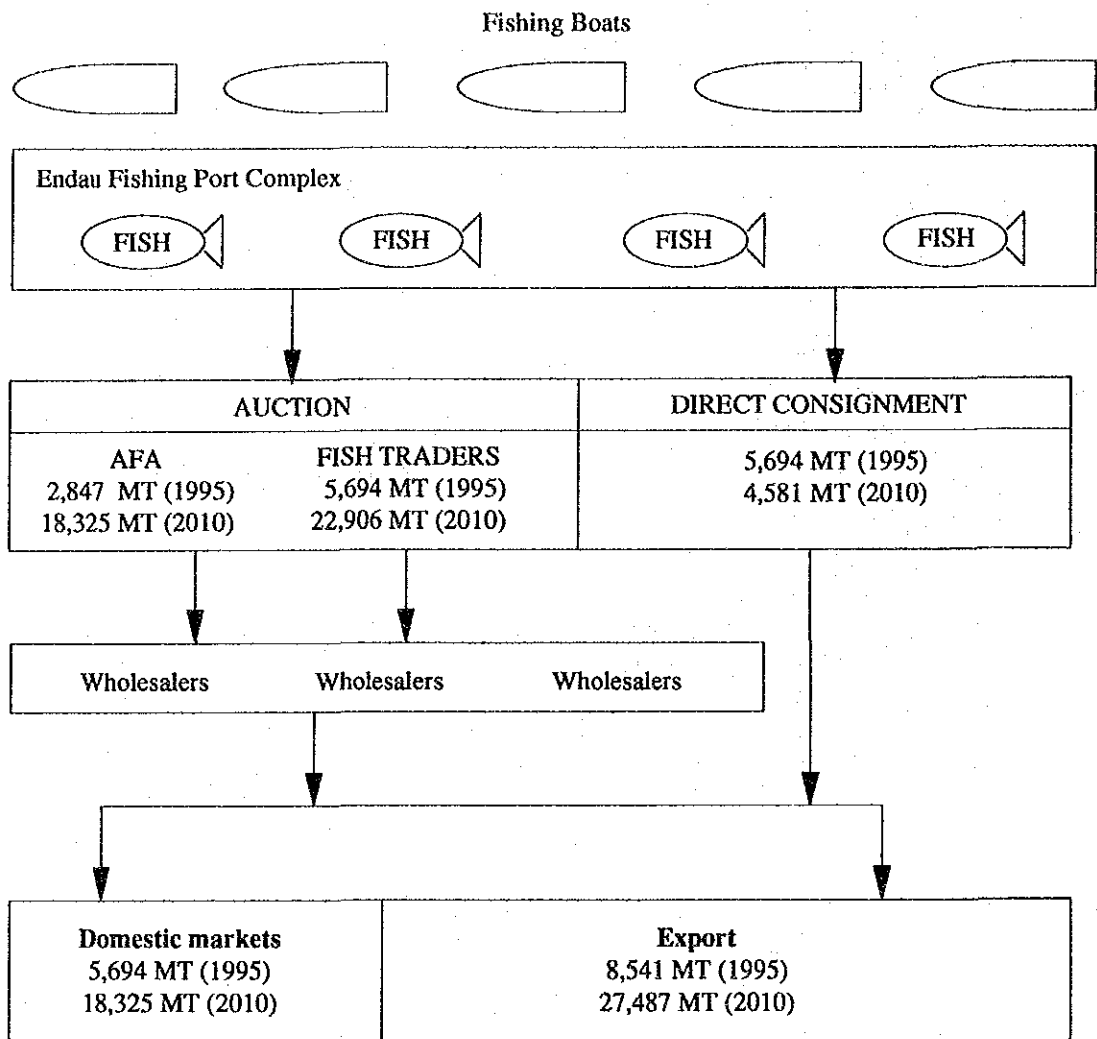 Fishing Boats
Endau Fishing Port Complex
FISH FISH FISH FISH
AUCTION DIRECT CONSIGNMENT
AFA FISH TRADERS
2,847 MT (1995) 5,694 MT (1995) 5,694 MT (1995)
18,325 MT (2010) 22,906 MT (2010) 4,581 MT (2010)
Wholesalers Wholesalers Wholesalers
Domestic markets Export
5,694 MT (1995) 8,541 MT (1995)
18,325 MT (2010) 27,487 MT (2010)